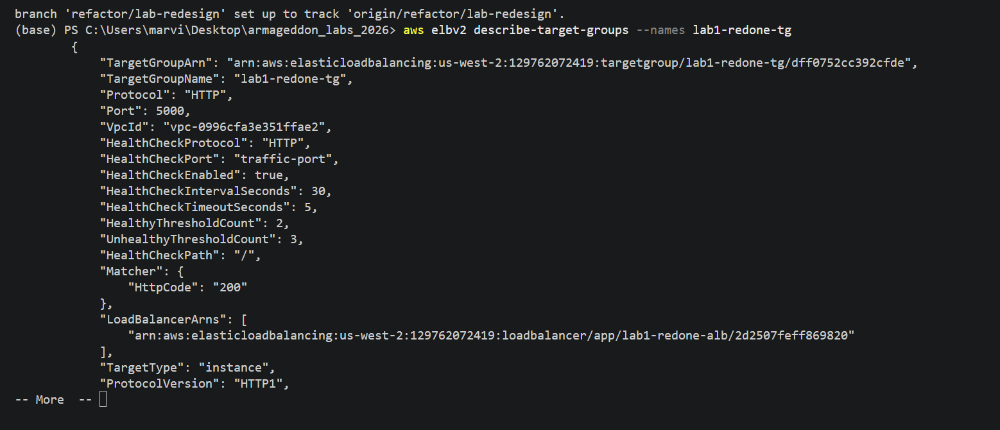 branch 'refactor/lab-redesign' set up to track 'origin/refactor/lab-redesign'.
(base) PS C:\Users\marvi\Desktop\armageddon_labs_2026> aws elbv2 describe-target-groups --names lab1-redone-tg
        {
            "TargetGroupArn": "arn:aws:elasticloadbalancing:us-west-2:129762072419:targetgroup/lab1-redone-tg/dff0752cc392cfde",
            "TargetGroupName": "lab1-redone-tg",
            "Protocol": "HTTP",
            "Port": 5000,
            "VpcId": "vpc-0996cfa3e351ffae2",
            "HealthCheckProtocol": "HTTP",
            "HealthCheckPort": "traffic-port",
            "HealthCheckEnabled": true,
            "HealthCheckIntervalSeconds": 30,
            "HealthCheckTimeoutSeconds": 5,
            "HealthyThresholdCount": 2,
            "UnhealthyThresholdCount": 3,
            "HealthCheckPath": "/",
            "Matcher": {
                "HttpCode": "200"
            },
            "LoadBalancerArns": [
                "arn:aws:elasticloadbalancing:us-west-2:129762072419:loadbalancer/app/lab1-redone-alb/2d2507feff869820"
            ],
            "TargetType": "instance",
            "ProtocolVersion": "HTTP1",
-- More  --